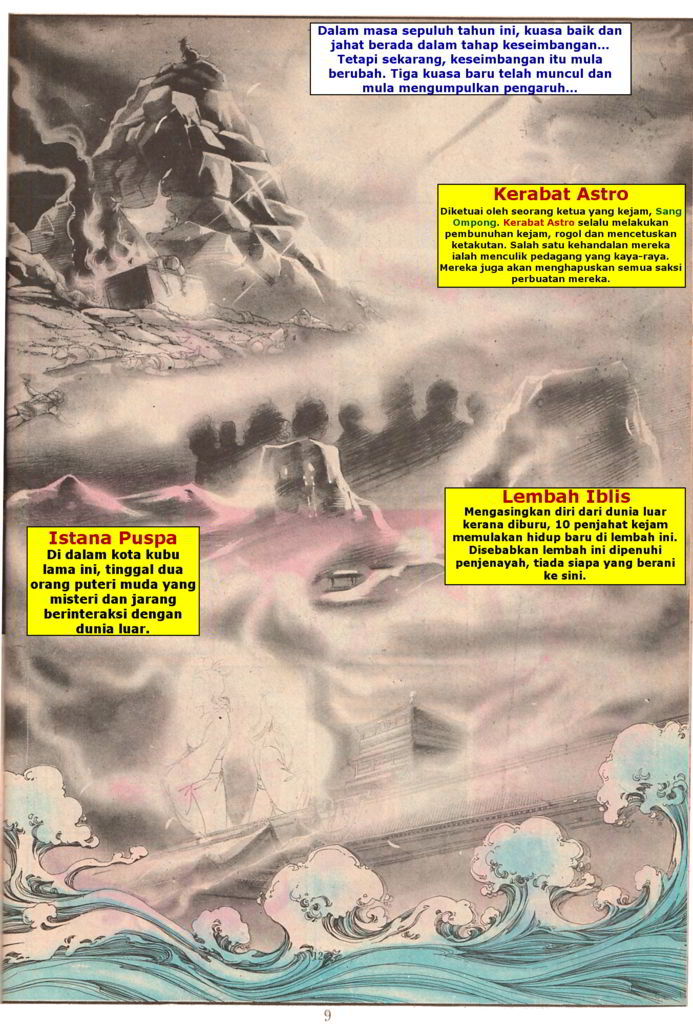 Dalam masa sepuluh tahun ini, kuasa baik dan
jahat berada dalam tahap keseimbangan...
Tetapi sekarang, keseimbangan itu mula
berubah. Tiga kuasa baru telah muncul dan
mula mengumpulkan pengaruh...
Kerabat Astro
Diketuai oleh seorang ketua yang kejam, Sang
Ompong. Kerabat Astro selalu melakukan
pembunuhan kejam, rogol dan mencetuskan
ketakutan. Salah satu kehandalan mereka
ialah menculik pedagang yang kaya-raya.
Mereka juga akan menghapuskan semua saksi
perbuatan mereka.
Lembah Iblis
Mengasingkan diri dari dunia luar
kerana diburu, 10 penjahat kejam
memulakan hidup baru di lembah ini.
Disebabkan lembah ini dipenuhi
penjenayah, tiada siapa yang berani
ke sini.
Istana Puspa
Di dalam kota kubu
lama ini, tinggal dua
orang puteri muda yang
misteri dan jarang
berinteraksi dengan
dunia luar.
9